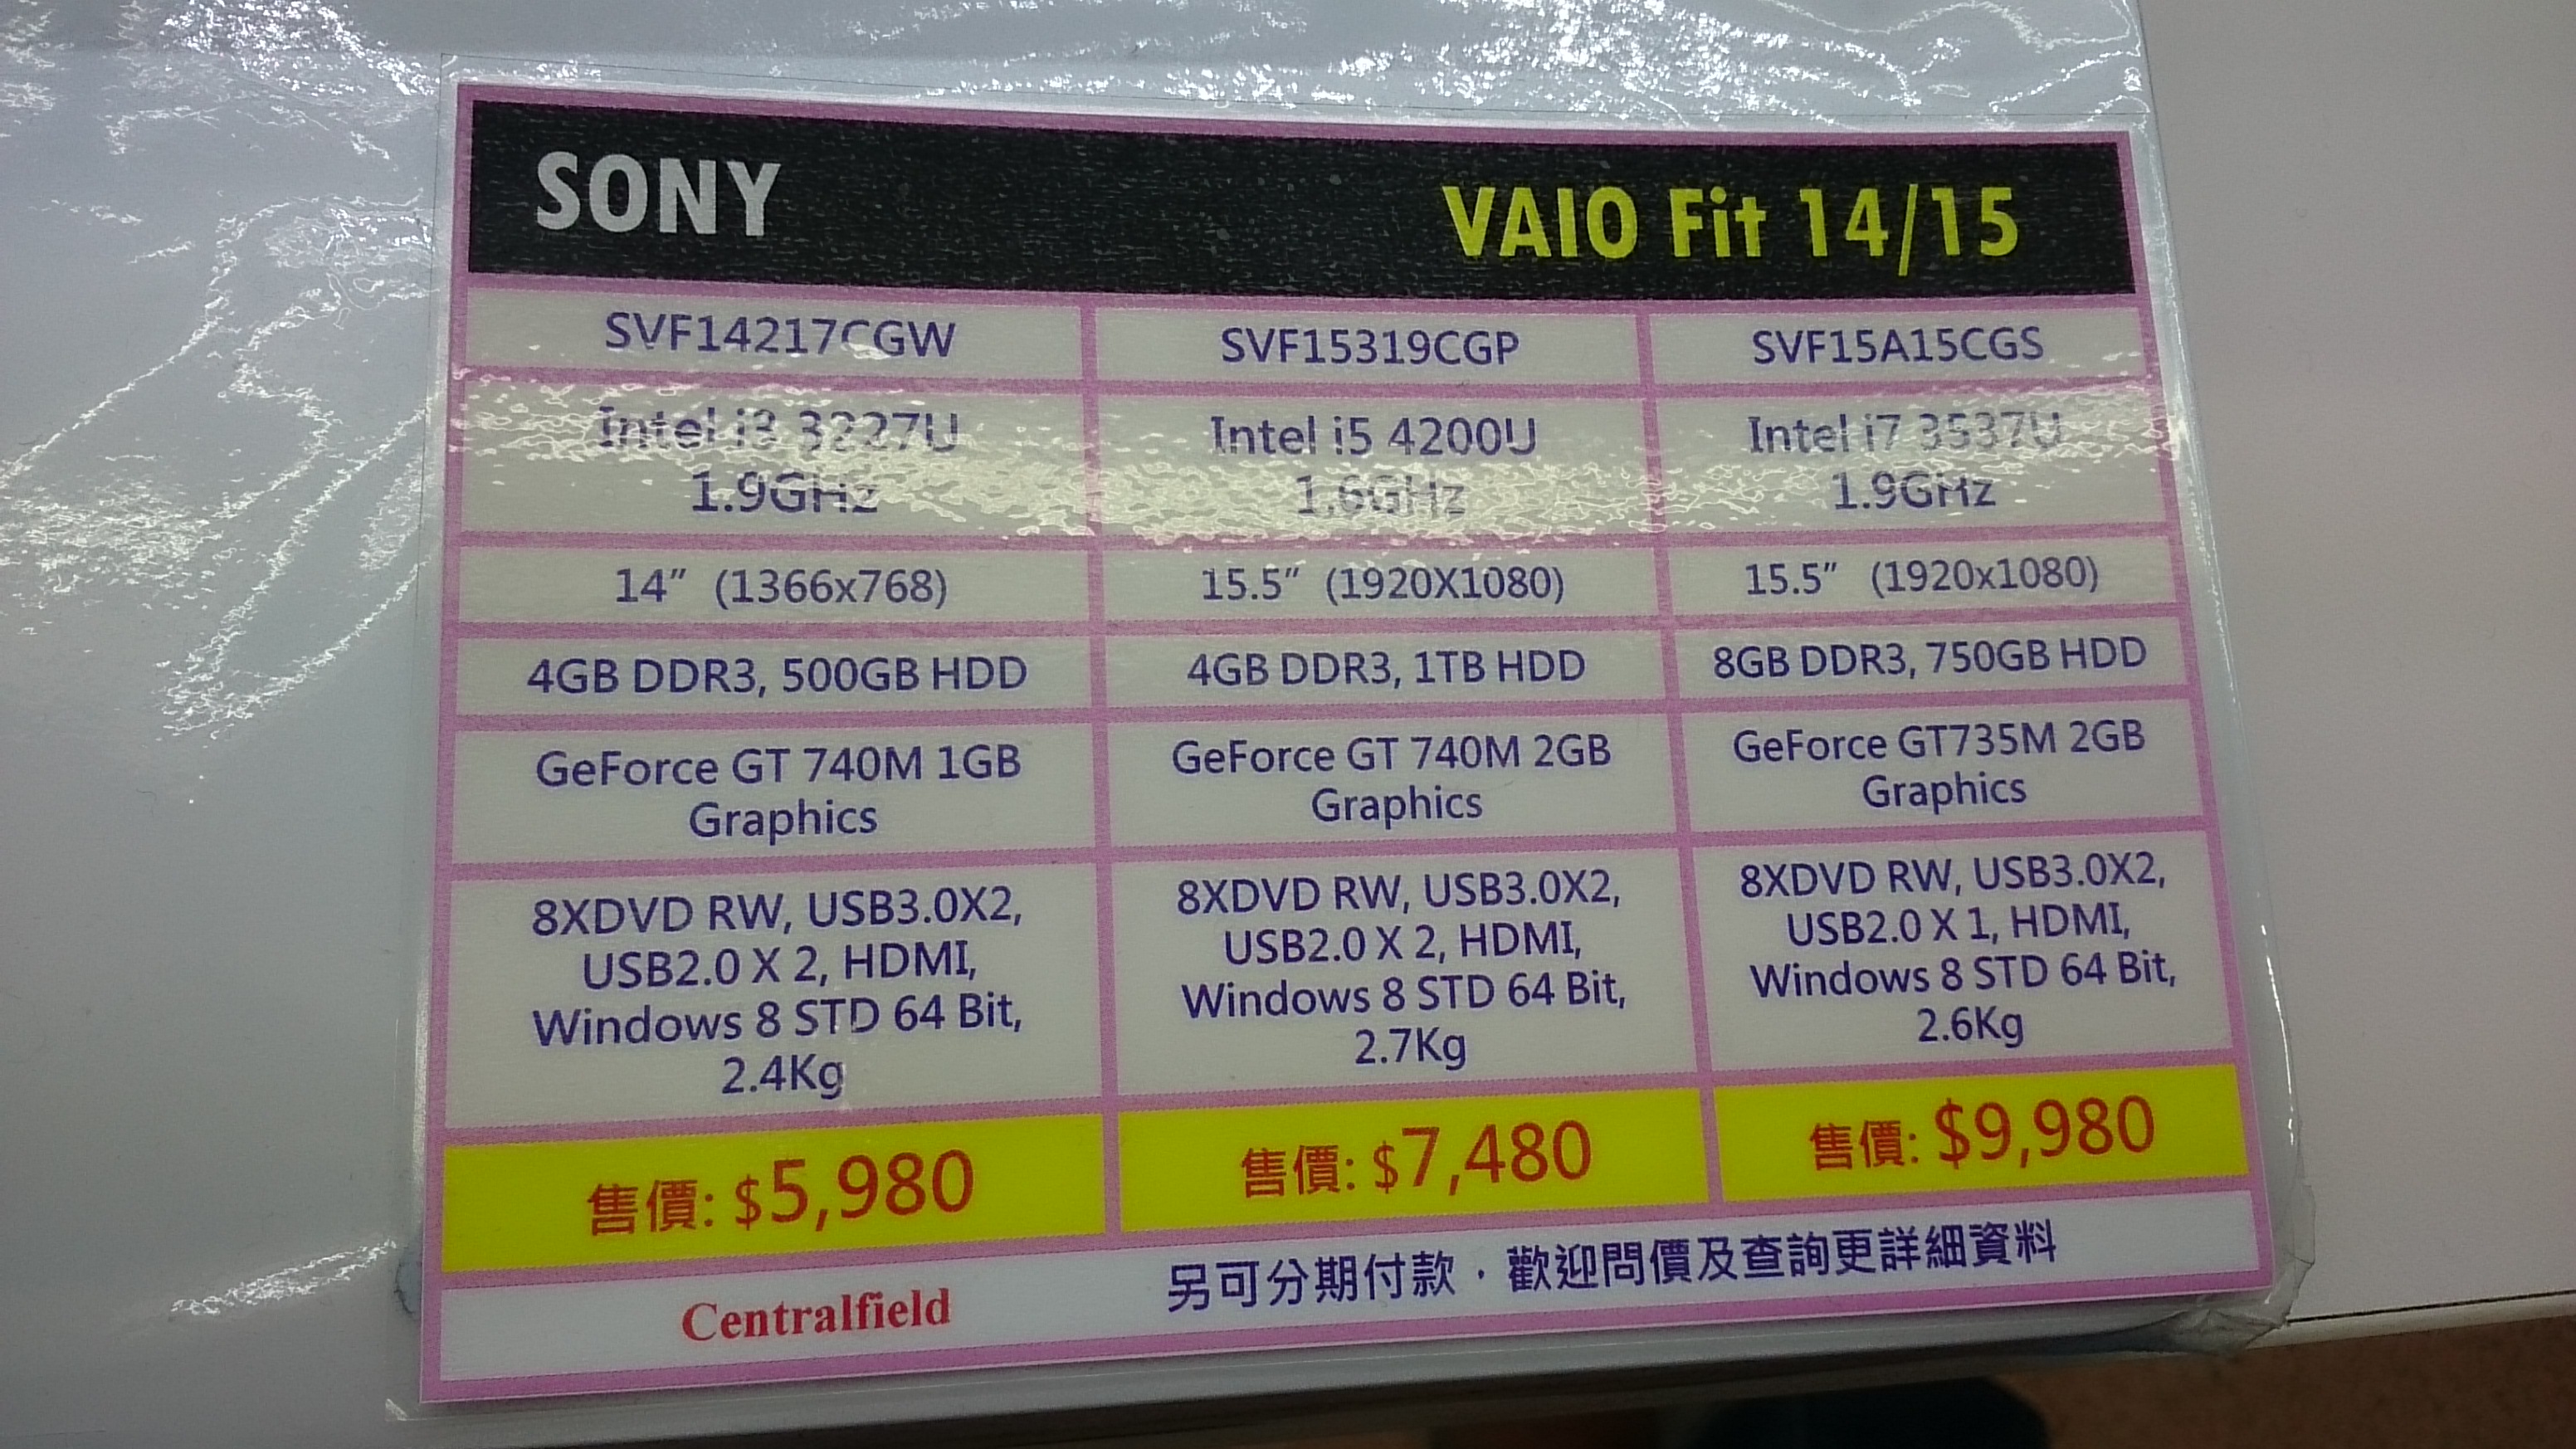 SONY VAIO Fit 14/15
SVF14217CGW SVF15319CGP SVF15A15CGS
Intel i3 3227U Intel i5 4200U Intel i7 3537U
1.9GHz 1.6GHz 1.9GHz
14” (1366x768) 15.5” (1920X1080) 15.5” (1920x1080)
4GB DDR3, 500GB HDD 4GB DDR3, 1TB HDD 8GB DDR3, 750GB HDD
GeForce GT 740M 1GB GeForce GT 740M 2GB GeForce GT735M 2GB
Graphics Graphics Graphics
8XDVD RW, USB3.0X2, 8XDVD RW, USB3.0X2, 8XDVD RW, USB3.0X2,
USB2.0 X 2, HDMI, USB2.0 X 2, HDMI, USB2.0 X 1, HDMI,
Windows 8 STD 64 Bit, Windows 8 STD 64 Bit, Windows 8 STD 64 Bit,
2.4Kg 2.7Kg 2.6Kg
售價: $5,980 售價: $7,480 售價: $9,980
Centralfield 另可分期付款．歡迎問價及查詢更詳細資料